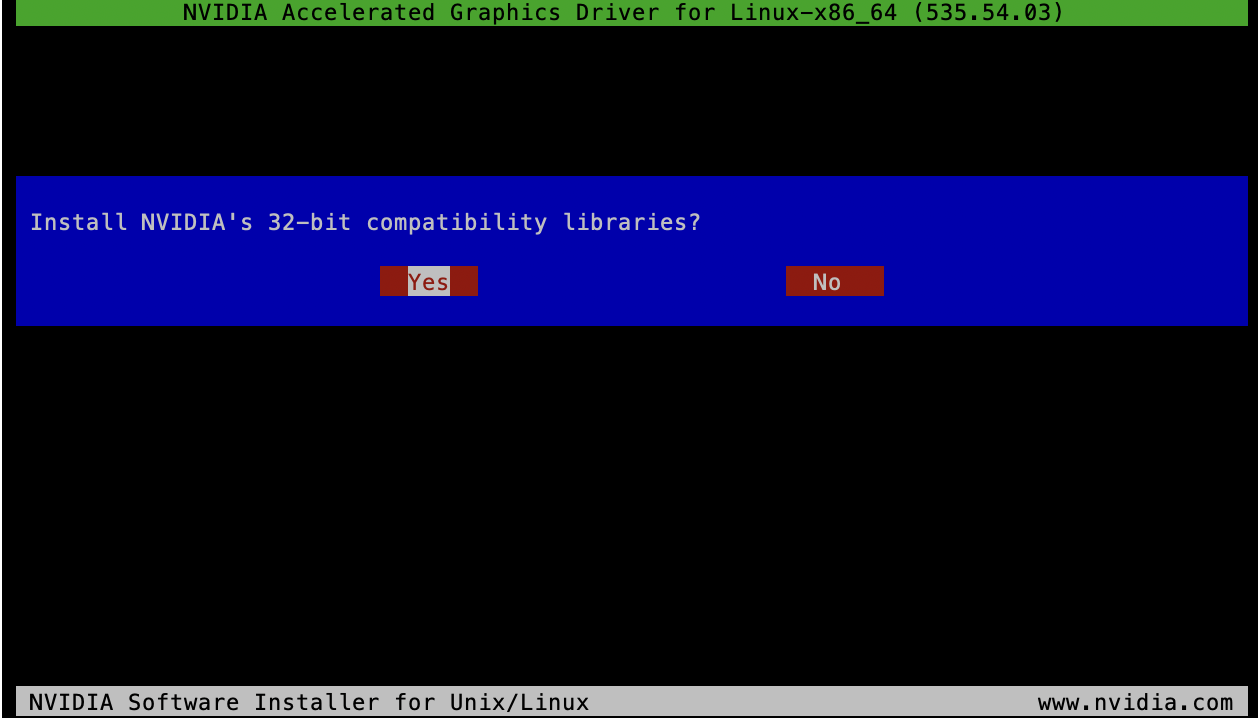 NVIDIA Accelerated Graphics Driver for Linux-x86_64 (535.54.03)
Install NVIDIA's 32-bit compatibility libraries?
Yes No
NVIDIA Software Installer for Unix/Linux www.nvidia.com